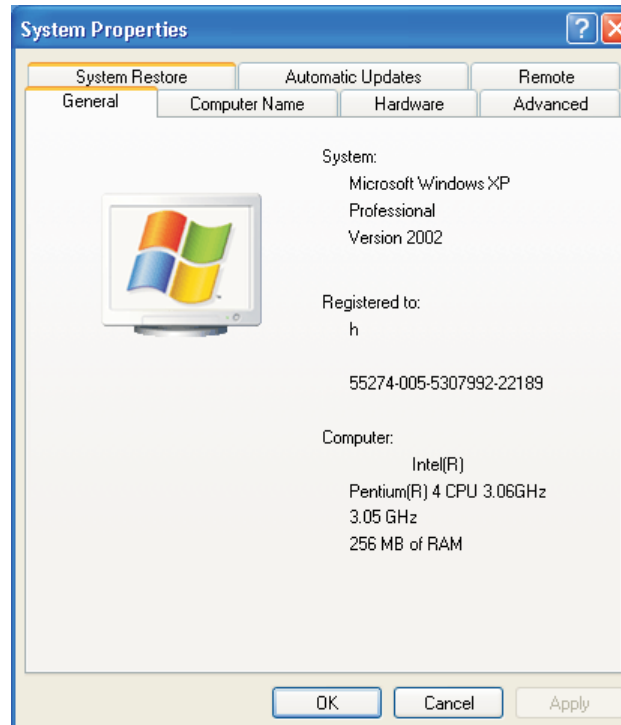 System Properties
System Restore Automatic Updates Remote
General Computer Name Hardware Advanced
System:
Microsoft Windows XP
Professional
Version 2002
Registered to:
h
55274-005-5307992-22189
Computer:
Intel(R)
Pentium(R) 4 CPU 3.06GHz
3.05 GHz
256 MB of RAM
OK Cancel Apply